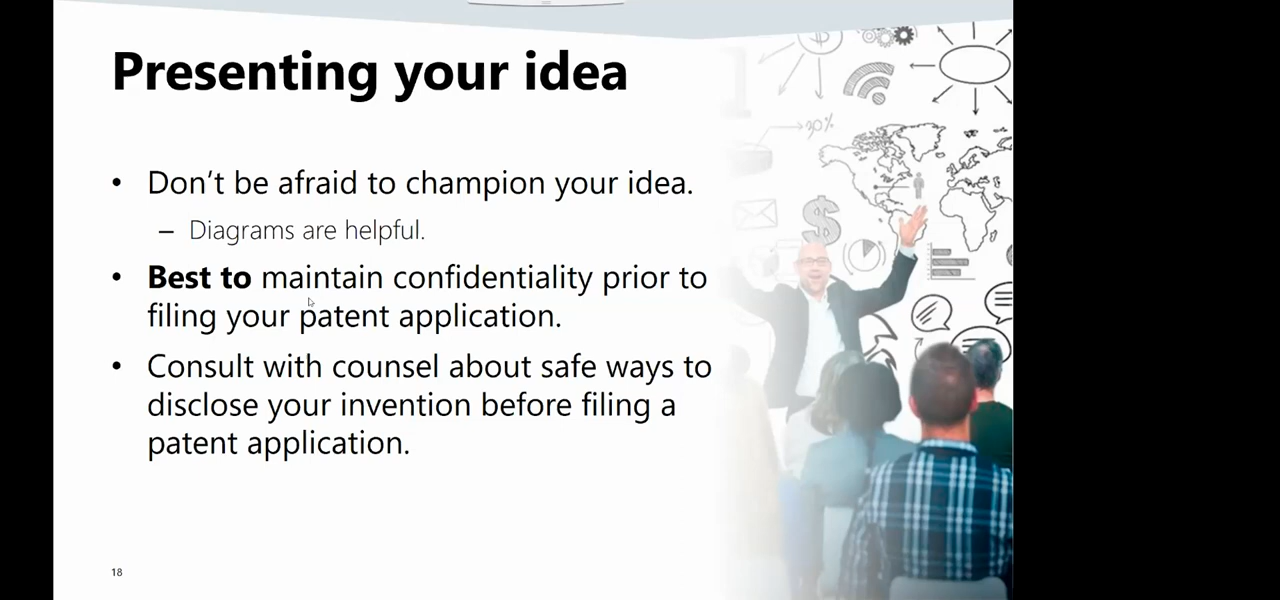 Presenting your idea
• Don't be afraid to champion your idea.
– Diagrams are helpful.
• Best to maintain confidentiality prior to
filing your patent application.
• Consult with counsel about safe ways to
disclose your invention before filing a
patent application.
30%
$
$
18